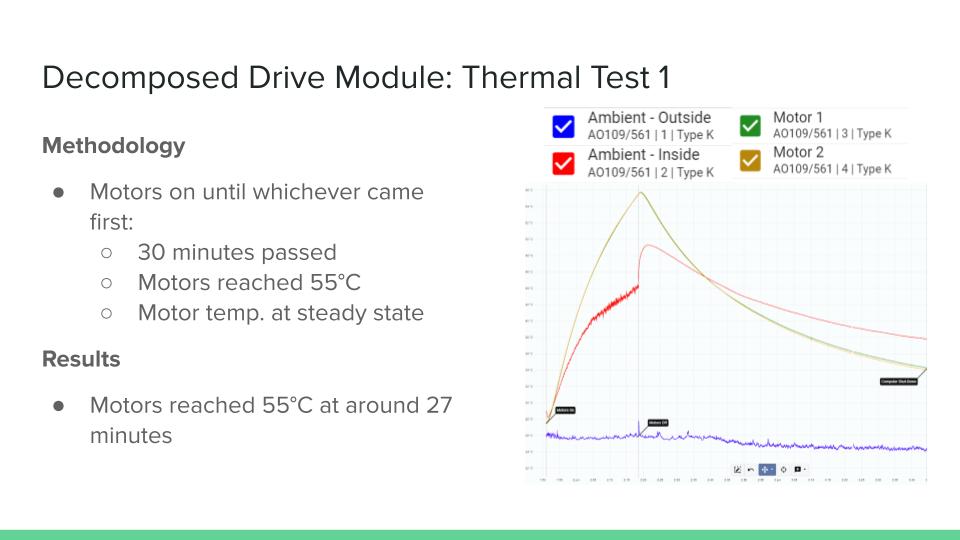 Decomposed Drive Module: Thermal Test 1
Methodology
● Motors on until whichever came
first:
○ 30 minutes passed
○ Motors reached 55°C
○ Motor temp. at steady state
Results
● Motors reached 55°C at around 27
minutes
Ambient - Outside
AO109/561 | 1 | Type K
Motor 1
AO109/561 | 3 | Type K
Ambient - Inside
AO109/561 | 2 | Type K
Motor 2
AO109/561 | 4 | Type K
Motors On
Motors Off
Computer Shut Down